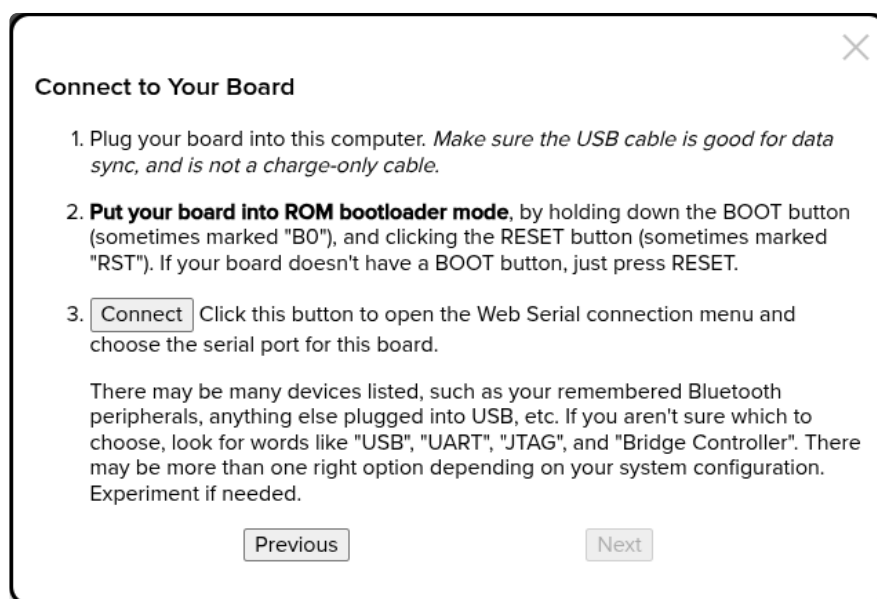 Connect to Your Board
1. Plug your board into this computer. Make sure the USB cable is good for data
sync, and is not a charge-only cable.
2. Put your board into ROM bootloader mode, by holding down the BOOT button
(sometimes marked "B0"), and clicking the RESET button (sometimes marked
"RST"). If your board doesn't have a BOOT button, just press RESET.
3. Connect Click this button to open the Web Serial connection menu and
choose the serial port for this board.
There may be many devices listed, such as your remembered Bluetooth
peripherals, anything else plugged into USB, etc. If you aren't sure which to
choose, look for words like "USB", "UART", "JTAG", and "Bridge Controller". There
may be more than one right option depending on your system configuration.
Experiment if needed.
Previous Next